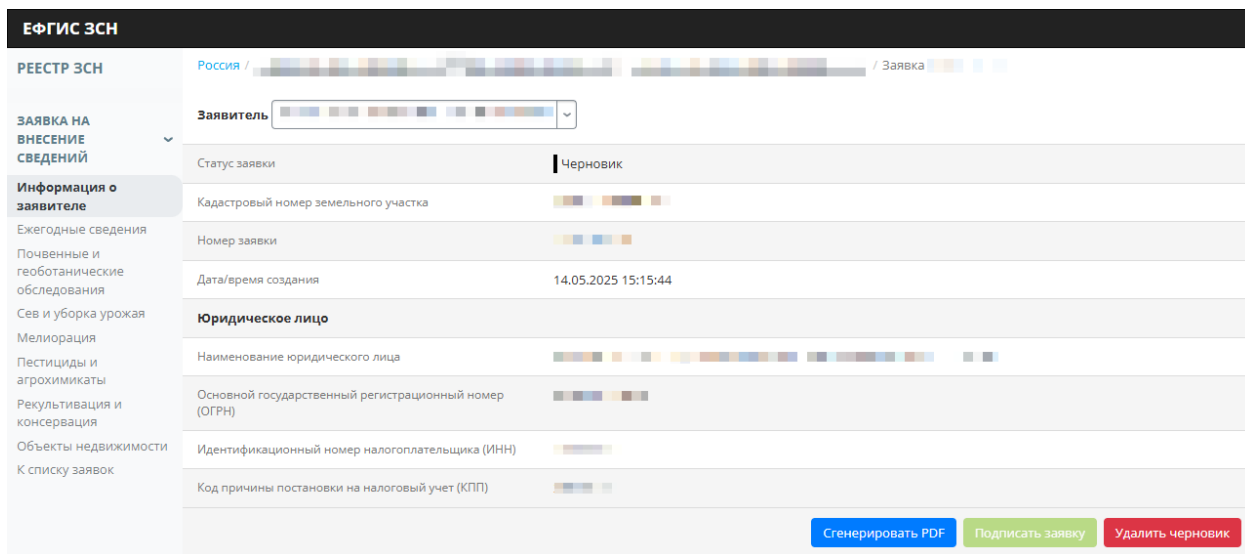 ЕФГИС ЗСН
РЕЕСТР ЗСН
Россия /
/ Заявка
ЗАЯВКА НА
ВНЕСЕНИЕ
СВЕДЕНИЙ
Информация о
заявителе
Ежегодные сведения
Почвенные и
геоботанические
обследования
Сев и уборка урожая
Мелиорация
Пестициды и
агрохимикаты
Рекультивация и
консервация
Объекты недвижимости
К списку заявок
Заявитель
Статус заявки Черновик
Кадастровый номер земельного участка
Номер заявки
Дата/время создания 14.05.2025 15:15:44
Юридическое лицо
Наименование юридического лица
Основной государственный регистрационный номер
(ОГРН)
Идентификационный номер налогоплательщика (ИНН)
Код причины постановки на налоговый учет (КПП)
Сгенерировать PDF Подписать заявку Удалить черновик